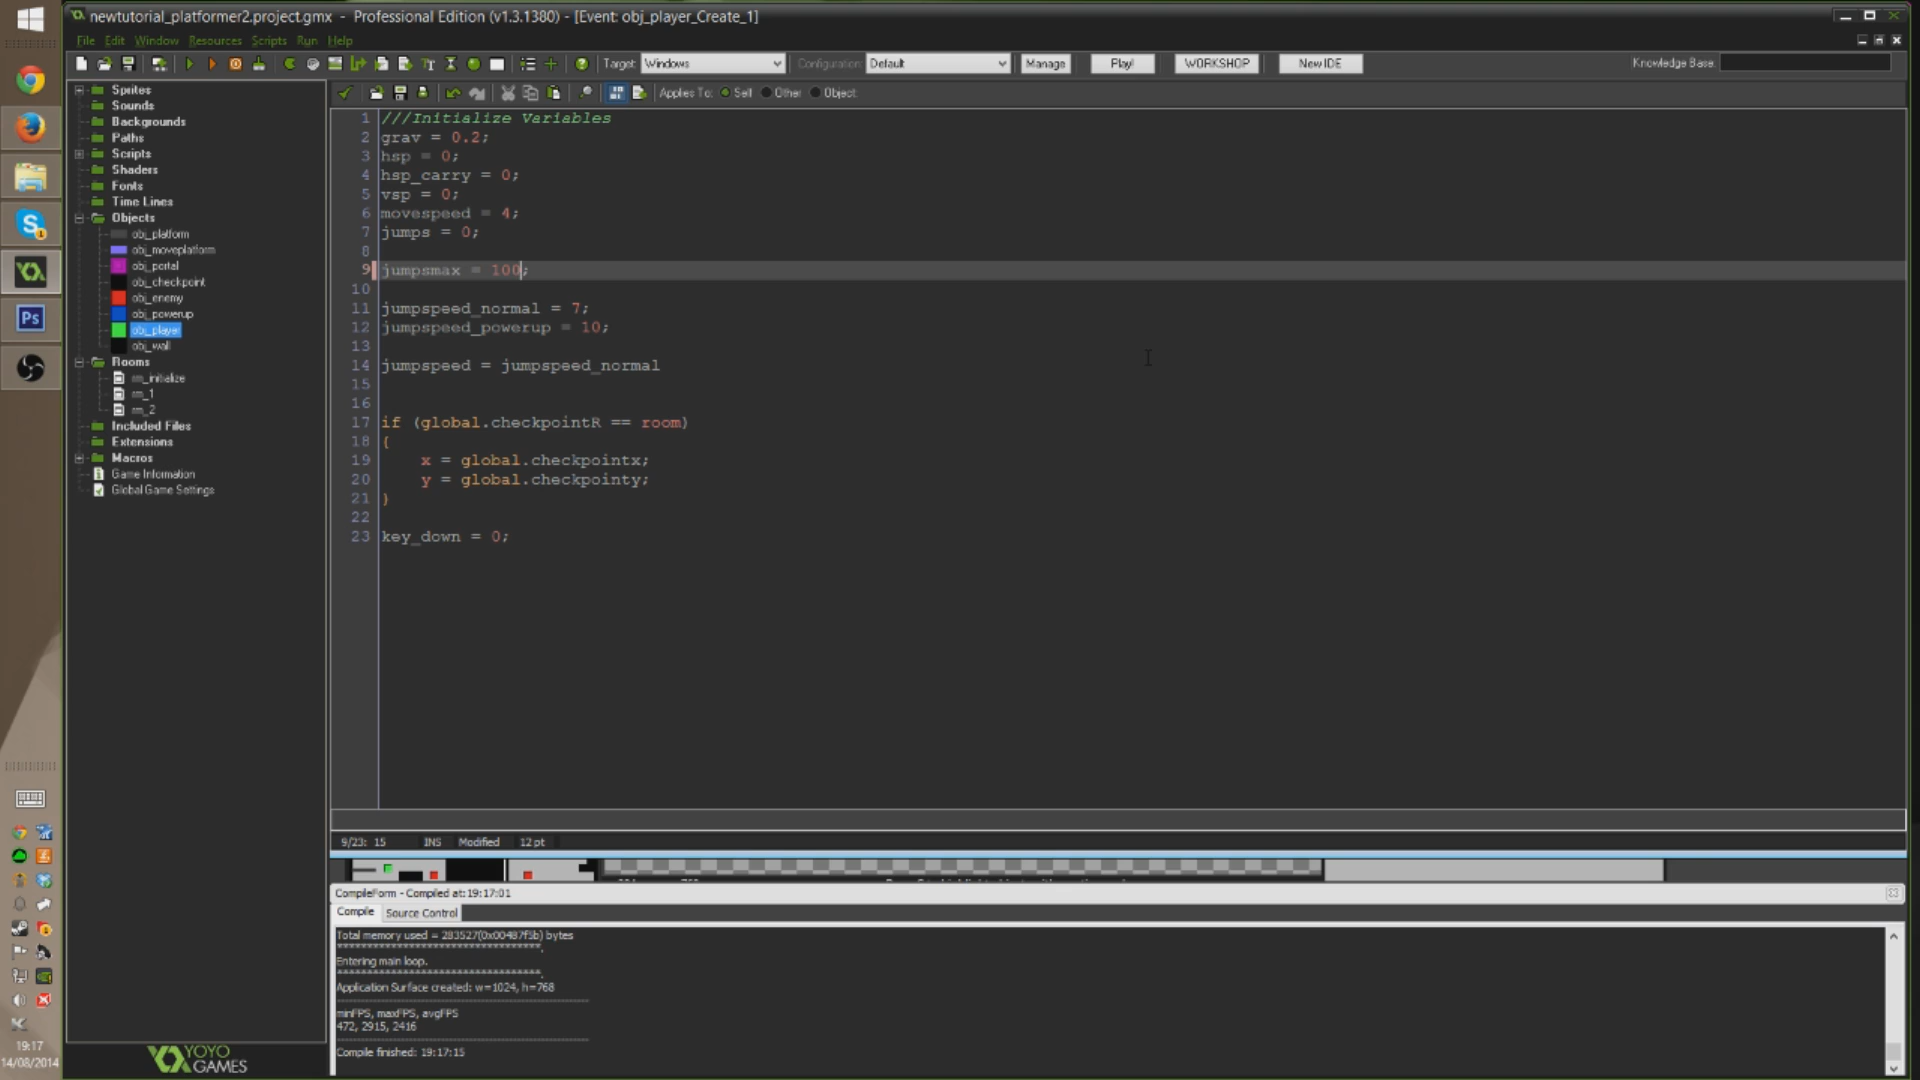 newtutorial_platformer2.project.gmx - Professional Edition (v1.3.1380) - [Event: obj_player_Create_1]
File Edit Window Resources Scripts Run Help
Target: Windows Configuration: Default Manage Play! WORKSHOP New IDE Knowledge Base:
Applies To: Self Other Object:
Sprites
Sounds
Backgrounds
Paths
Scripts
Shaders
Fonts
Time Lines
Objects
obj_platform
obj_moveplatform
obj_portal
obj_checkpoint
obj_enemy
obj_powerup
obj_player
obj_wall
Rooms
rm_initialize
rm_1
rm_2
Included Files
Extensions
Macros
Game Information
Global Game Settings
1 ///Initialize Variables
2 grav = 0.2;
3 hsp = 0;
4 hsp_carry = 0;
5 vsp = 0;
6 movespeed = 4;
7 jumps = 0;
8
9 jumpsmax = 100;
10
11 jumpspeed_normal = 7;
12 jumpspeed_powerup = 10;
13
14 jumpspeed = jumpspeed_normal
15
16
17 if (global.checkpointR == room)
18 {
19 x = global.checkpointx;
20 y = global.checkpointy;
21 }
22
23 key_down = 0;
9/23: 15 INS Modified 12 pt
CompileForm - Compiled at: 19:17:01
Compile Source Control
Total memory used = 283527(0x00487f5b) bytes
**********************************.
Entering main loop.
**********************************.
Application Surface created: w=1024, h=768
minFPS, maxFPS, avgFPS
472, 2915, 2416
Compile finished: 19:17:15
YOYO
GAMES
Ps
19:17
14/08/2014